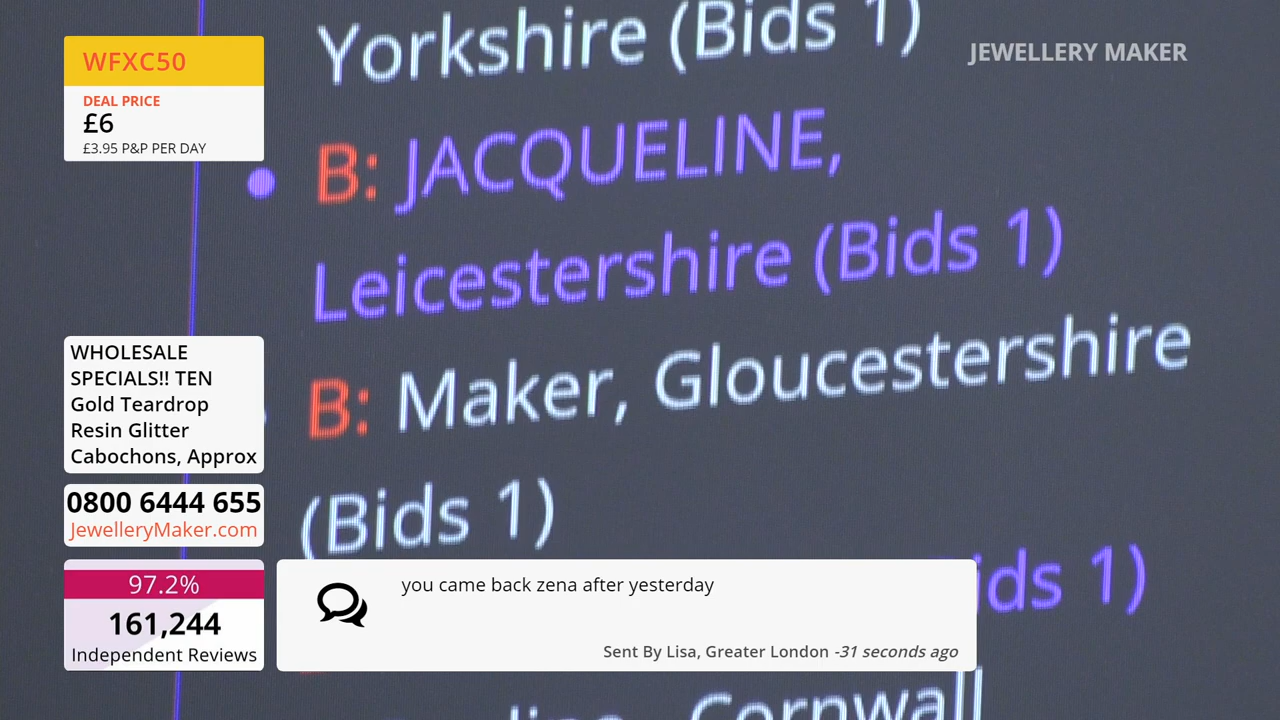 WFXC50
DEAL PRICE
£6
£3.95 P&P PER DAY
JEWELLERY MAKER
Yorkshire (Bids 1)
B: JACQUELINE,
Leicestershire (Bids 1)
B: Maker, Gloucestershire
(Bids 1)
1)
Cornwall
WHOLESALE
SPECIALS!! TEN
Gold Teardrop
Resin Glitter
Cabochons, Approx
0800 6444 655
JewelleryMaker.com
97.2%
161,244
Independent Reviews
you came back zena after yesterday
Sent By Lisa, Greater London -31 seconds ago